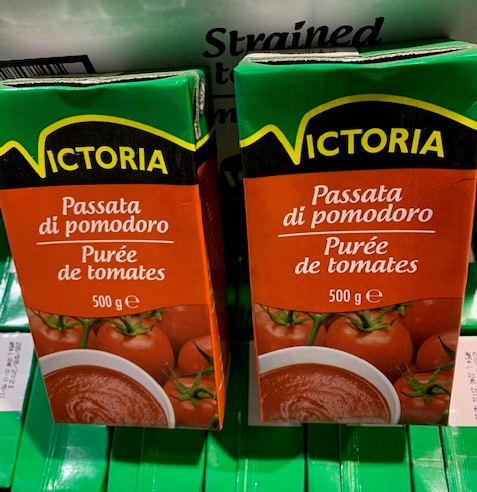 Strained
VICTORIA
Passata
di pomodoro
Purée
de tomates
500 g ℮
VICTORIA
Passata
di pomodoro
Purée
de tomates
500 g ℮